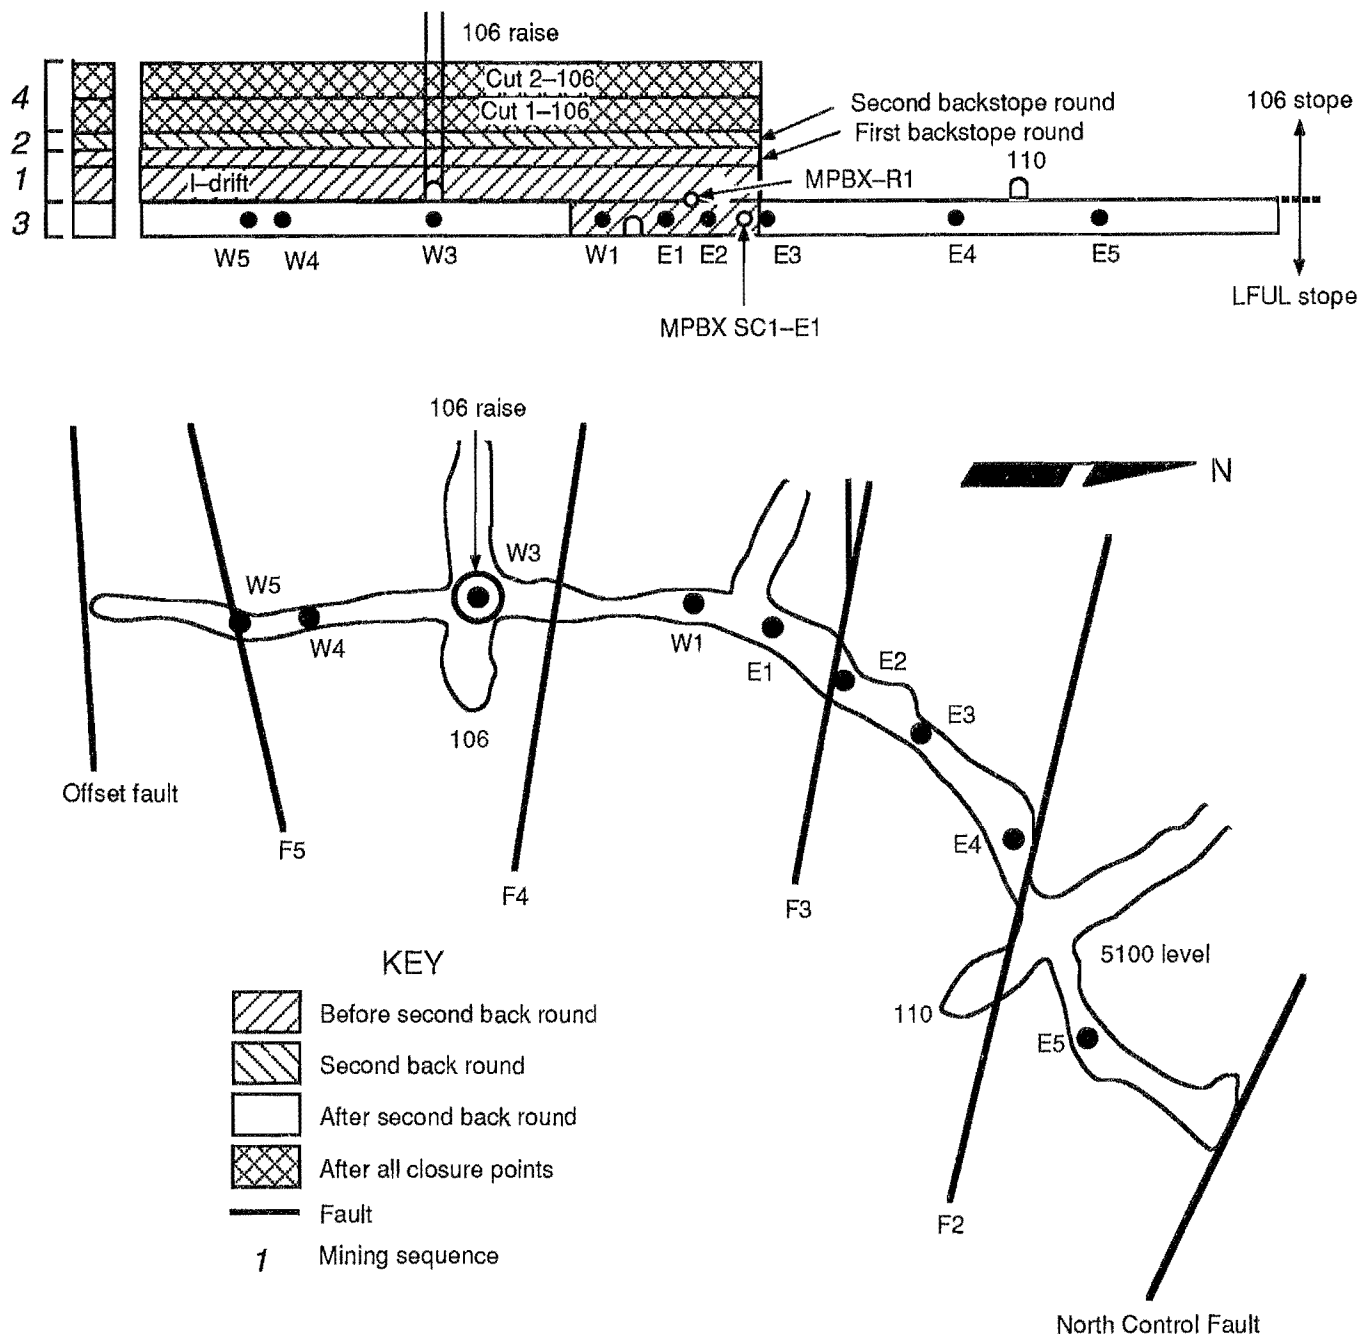 106 raise
4
Cut 2–106
Cut 1–106
Second backstope round
106 stope
2
First backstope round
1
I–drift
110
MPBX–R1
3
W5
W4
W3
W1
E1
E2
E3
E4
E5
LFUL stope
MPBX SC1–E1
106 raise
N
W3
W5
W4
W1
E1
E2
E3
106
Offset fault
E4
F5
F4
F3
5100 level
110
E5
KEY
Before second back round
Second back round
After second back round
After all closure points
Fault
F2
1 Mining sequence
North Control Fault